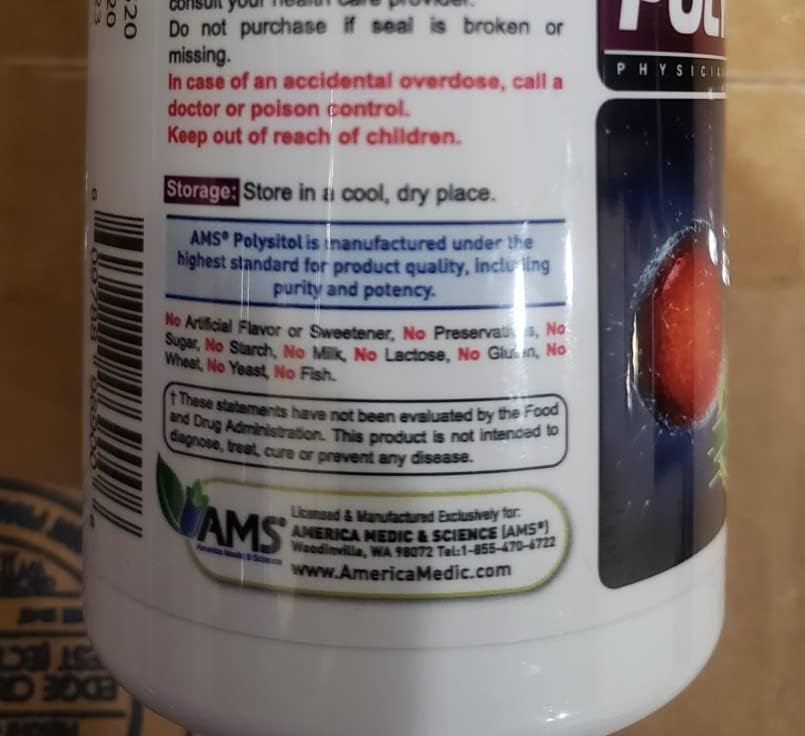 consult your health care provider.
Do not purchase if seal is broken or
missing.
In case of an accidental overdose, call a
doctor or poison control.
Keep out of reach of children.
Storage: Store in a cool, dry place.
AMS® Polysitol is manufactured under the
highest standard for product quality, including
purity and potency.
No Artificial Flavor or Sweetener, No Preservatives, No
Sugar, No Starch, No Milk, No Lactose, No Gluten, No
Wheat, No Yeast, No Fish.
† These statements have not been evaluated by the Food
and Drug Administration. This product is not intended to
diagnose, treat, cure or prevent any disease.
AMS®
America Medic & Science
Licensed & Manufactured Exclusively for:
AMERICA MEDIC & SCIENCE (AMS®)
Woodinville, WA 98072 Tel:1-855-470-6722
www.AmericaMedic.com
POLY
PHYSICIA